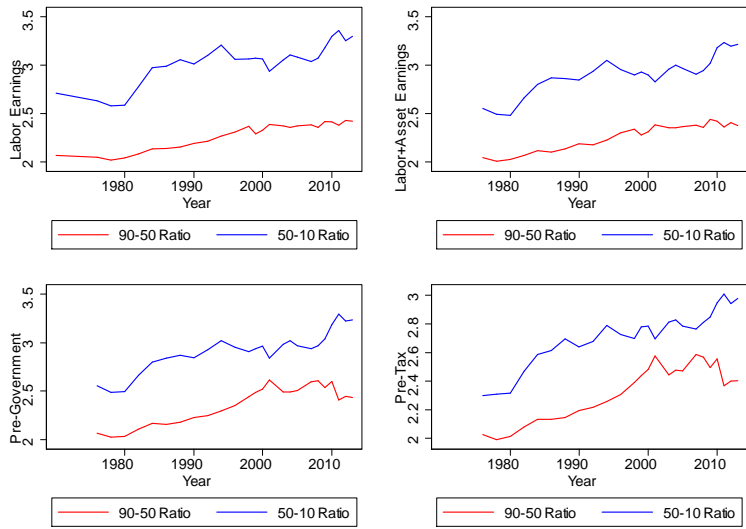 Labor Earnings
3.5
3
2.5
2
1980 1990 2000 2010
Year
90-50 Ratio 50-10 Ratio
Labor+Asset Earnings
3.5
3
2.5
2
1980 1990 2000 2010
Year
90-50 Ratio 50-10 Ratio
Pre-Government
3.5
3
2.5
2
1980 1990 2000 2010
Year
90-50 Ratio 50-10 Ratio
Pre-Tax
3
2.8
2.6
2.4
2.2
2
1980 1990 2000 2010
Year
90-50 Ratio 50-10 Ratio